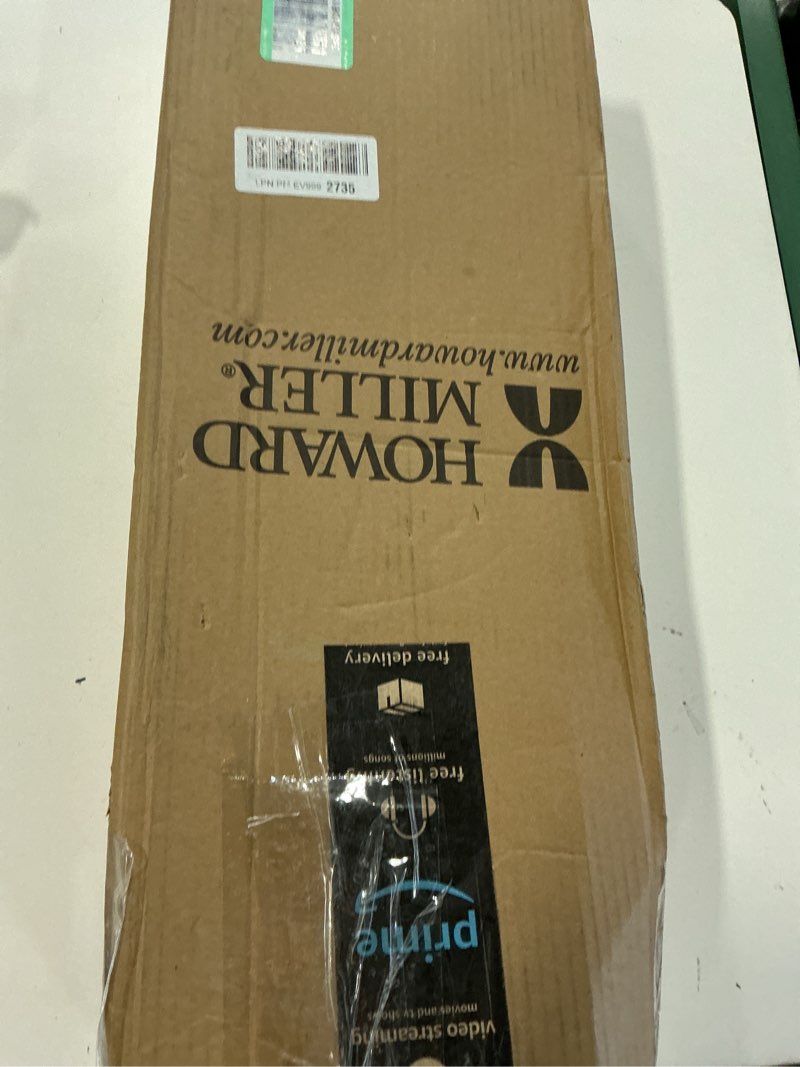 2735
HOWARD
MILLER®
www.howardmiller.com
video streaming
movies and tv shows
prime
free listening
millions of songs
free delivery